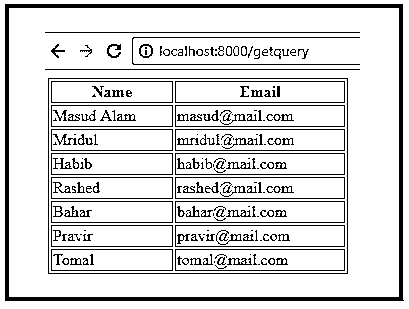 localhost:8000/getquery
Name Email
Masud Alam masud@mail.com
Mridul mridul@mail.com
Habib habib@mail.com
Rashed rashed@mail.com
Bahar bahar@mail.com
Pravir pravir@mail.com
Tomal tomal@mail.com